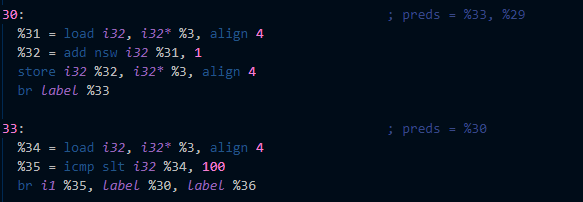 30:                                               ; preds = %33, %29
  %31 = load i32, i32* %3, align 4
  %32 = add nsw i32 %31, 1
  store i32 %32, i32* %3, align 4
  br label %33

33:                                               ; preds = %30
  %34 = load i32, i32* %3, align 4
  %35 = icmp slt i32 %34, 100
  br i1 %35, label %30, label %36